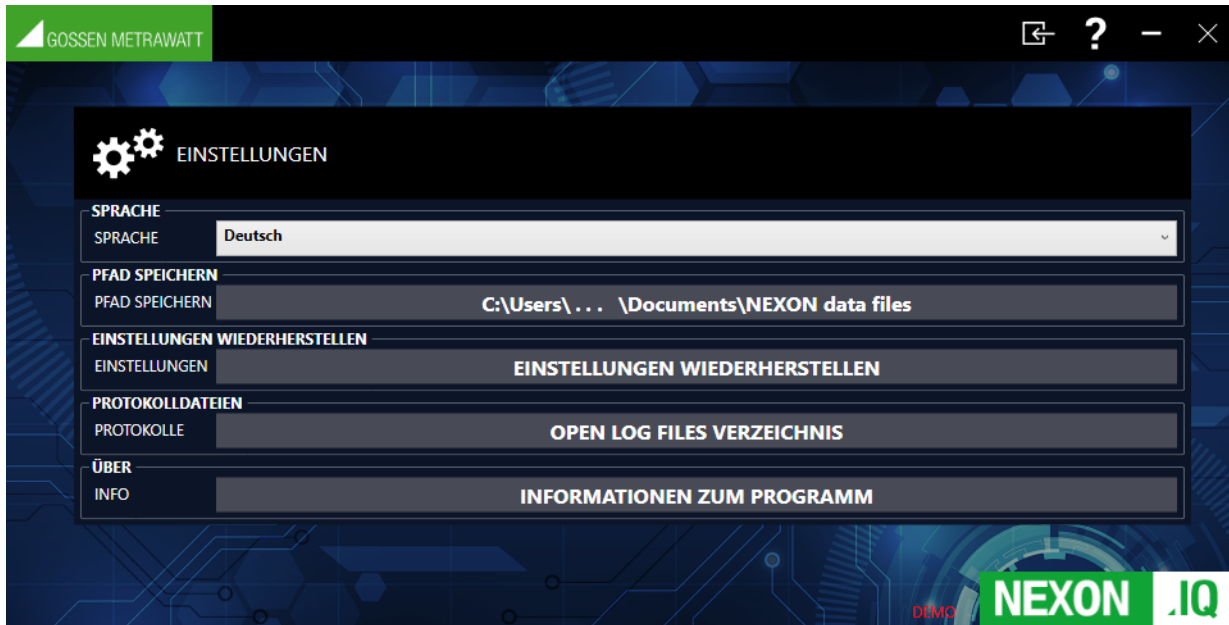 GOSSEN METRAWATT
?
EINSTELLUNGEN
SPRACHE
SPRACHE Deutsch
PFAD SPEICHERN
PFAD SPEICHERN C:\Users\... \Documents\NEXON data files
EINSTELLUNGEN WIEDERHERSTELLEN
EINSTELLUNGEN EINSTELLUNGEN WIEDERHERSTELLEN
PROTOKOLLDATEIEN
PROTOKOLLE OPEN LOG FILES VERZEICHNIS
ÜBER
INFO INFORMATIONEN ZUM PROGRAMM
DEMO NEXON .IQ